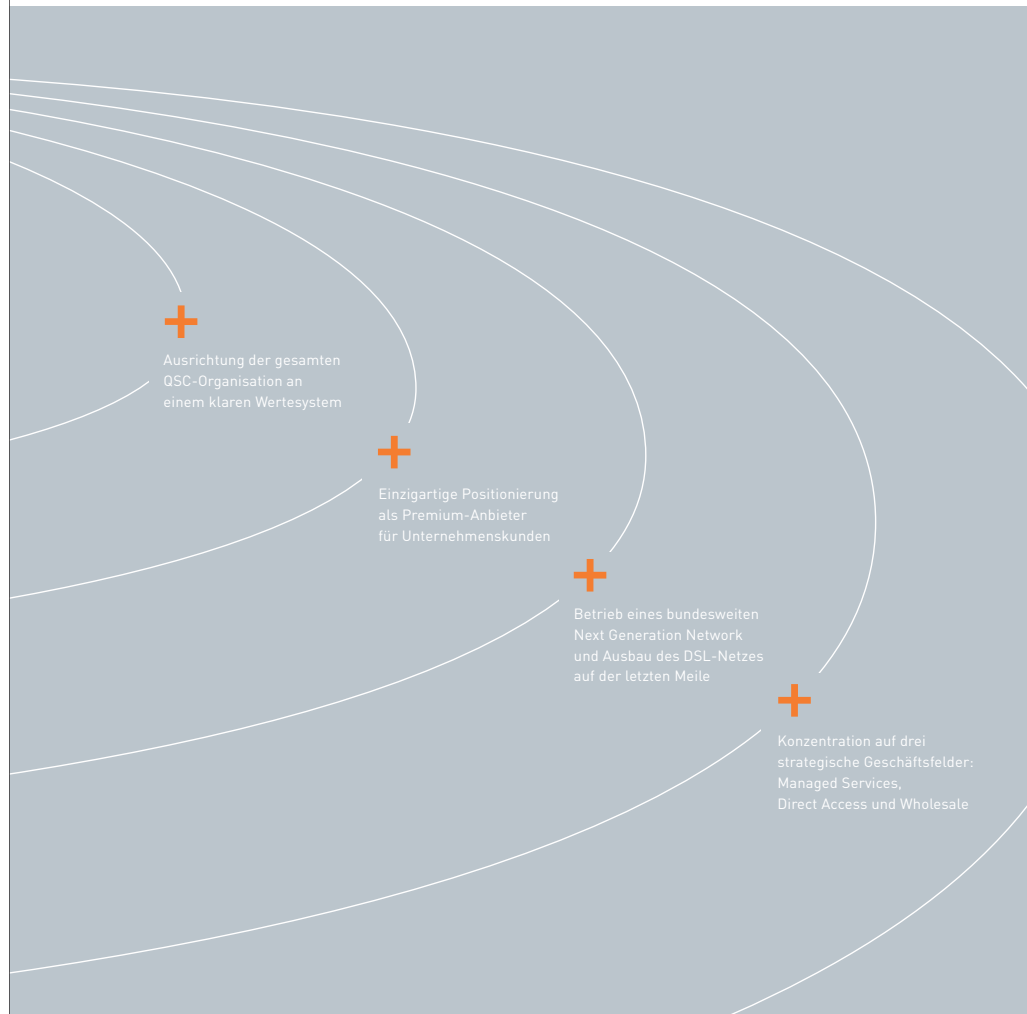 Ausrichtung der gesamten
QSC-Organisation an
einem klaren Wertesystem
Einzigartige Positionierung
als Premium-Anbieter
für Unternehmenskunden
Betrieb eines bundesweiten
Next Generation Network
und Ausbau des DSL-Netzes
auf der letzten Meile
Konzentration auf drei
strategische Geschäftsfelder:
Managed Services,
Direct Access und Wholesale